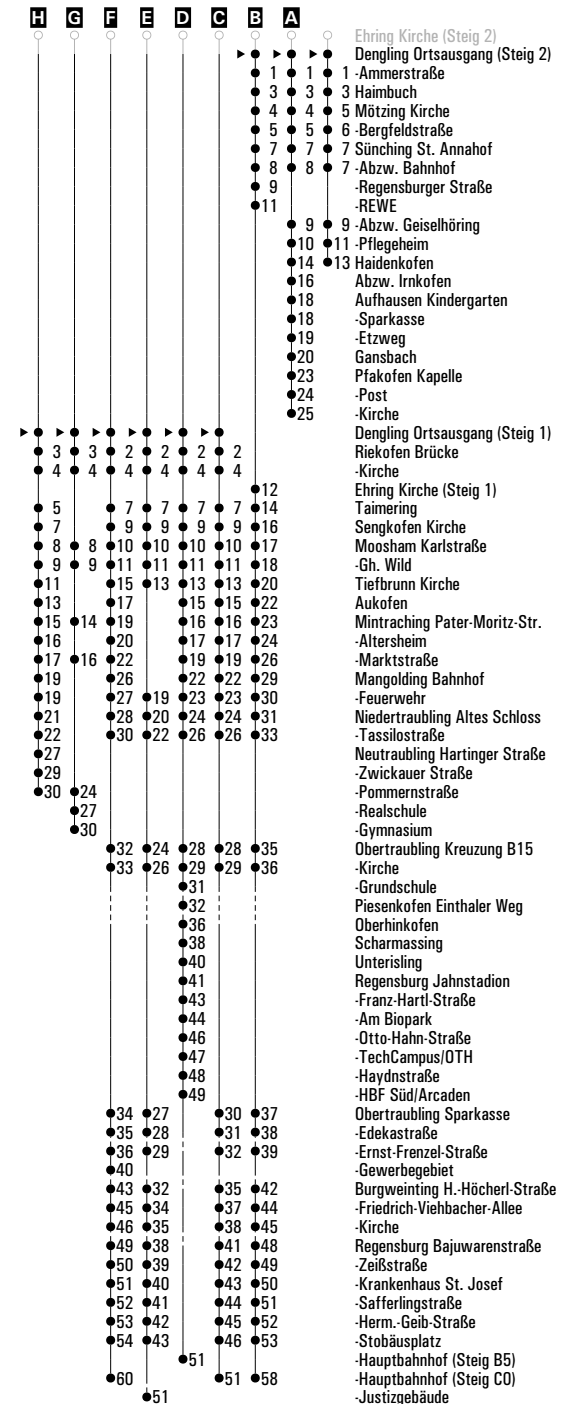 H G F E D C B A
Ehring Kirche (Steig 2)
▶ ▶ Dengling Ortsausgang (Steig 2)
1 1 1 -Ammerstraße
3 3 3 Haimbuch
4 4 5 Mötzing Kirche
5 5 6 -Bergfeldstraße
7 7 7 Sünching St. Annahof
8 8 7 -Abzw. Bahnhof
9 -Regensburger Straße
11 -REWE
9 9 -Abzw. Geiselhöring
10 11 -Pflegeheim
14 13 Haidenkofen
16 Abzw. Irnkofen
18 Aufhausen Kindergarten
18 -Sparkasse
19 -Etzweg
20 Gansbach
23 Pfakofen Kapelle
24 -Post
25 -Kirche
▶ ▶ ▶ ▶ ▶ ▶ Dengling Ortsausgang (Steig 1)
3 3 2 2 2 2 Riekofen Brücke
4 4 4 4 4 4 -Kirche
12 Ehring Kirche (Steig 1)
5 7 7 7 7 14 Taimering
7 9 9 9 9 16 Sengkofen Kirche
8 8 10 10 10 10 17 Moosham Karlstraße
9 9 11 11 11 11 18 -Gh. Wild
11 15 13 13 13 20 Tiefbrunn Kirche
13 17 15 15 22 Aukofen
15 14 19 16 16 23 Mintraching Pater-Moritz-Str.
16 20 17 17 24 -Altersheim
17 16 22 19 19 26 -Marktstraße
19 26 22 22 29 Mangolding Bahnhof
19 27 19 23 23 30 -Feuerwehr
21 28 20 24 24 31 Niedertraubling Altes Schloss
22 30 22 26 26 33 -Tassilostraße
27 Neutraubling Hartinger Straße
29 -Zwickauer Straße
30 24 -Pommernstraße
27 -Realschule
30 -Gymnasium
32 24 28 28 35 Obertraubling Kreuzung B15
33 26 29 29 36 -Kirche
31 -Grundschule
32 Piesenkofen Einthaler Weg
36 Oberhinkofen
38 Scharmassing
40 Unterisling
41 Regensburg Jahnstadion
43 -Franz-Hartl-Straße
44 -Am Biopark
46 -Otto-Hahn-Straße
47 -TechCampus/OTH
48 -Haydnstraße
49 -HBF Süd/Arcaden
34 27 30 37 Obertraubling Sparkasse
35 28 31 38 -Edekastraße
36 29 32 39 -Ernst-Frenzel-Straße
40 -Gewerbegebiet
43 32 35 42 Burgweinting H.-Höcherl-Straße
45 34 37 44 -Friedrich-Viehbacher-Allee
46 35 38 45 -Kirche
49 38 41 48 Regensburg Bajuwarenstraße
50 39 42 49 -Zeißstraße
51 40 43 50 -Krankenhaus St. Josef
52 41 44 51 -Safferlingstraße
53 42 45 52 -Herm.-Geib-Straße
54 43 46 53 -Stobäusplatz
51 -Hauptbahnhof (Steig B5)
60 51 58 -Hauptbahnhof (Steig C0)
51 -Justizgebäude